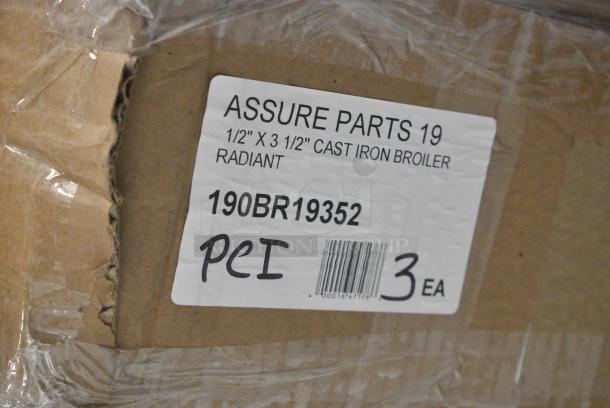 ASSURE PARTS 19
1/2" X 3 1/2" CAST IRON BROILER
RADIANT
190BR19352
PCI
3 EA